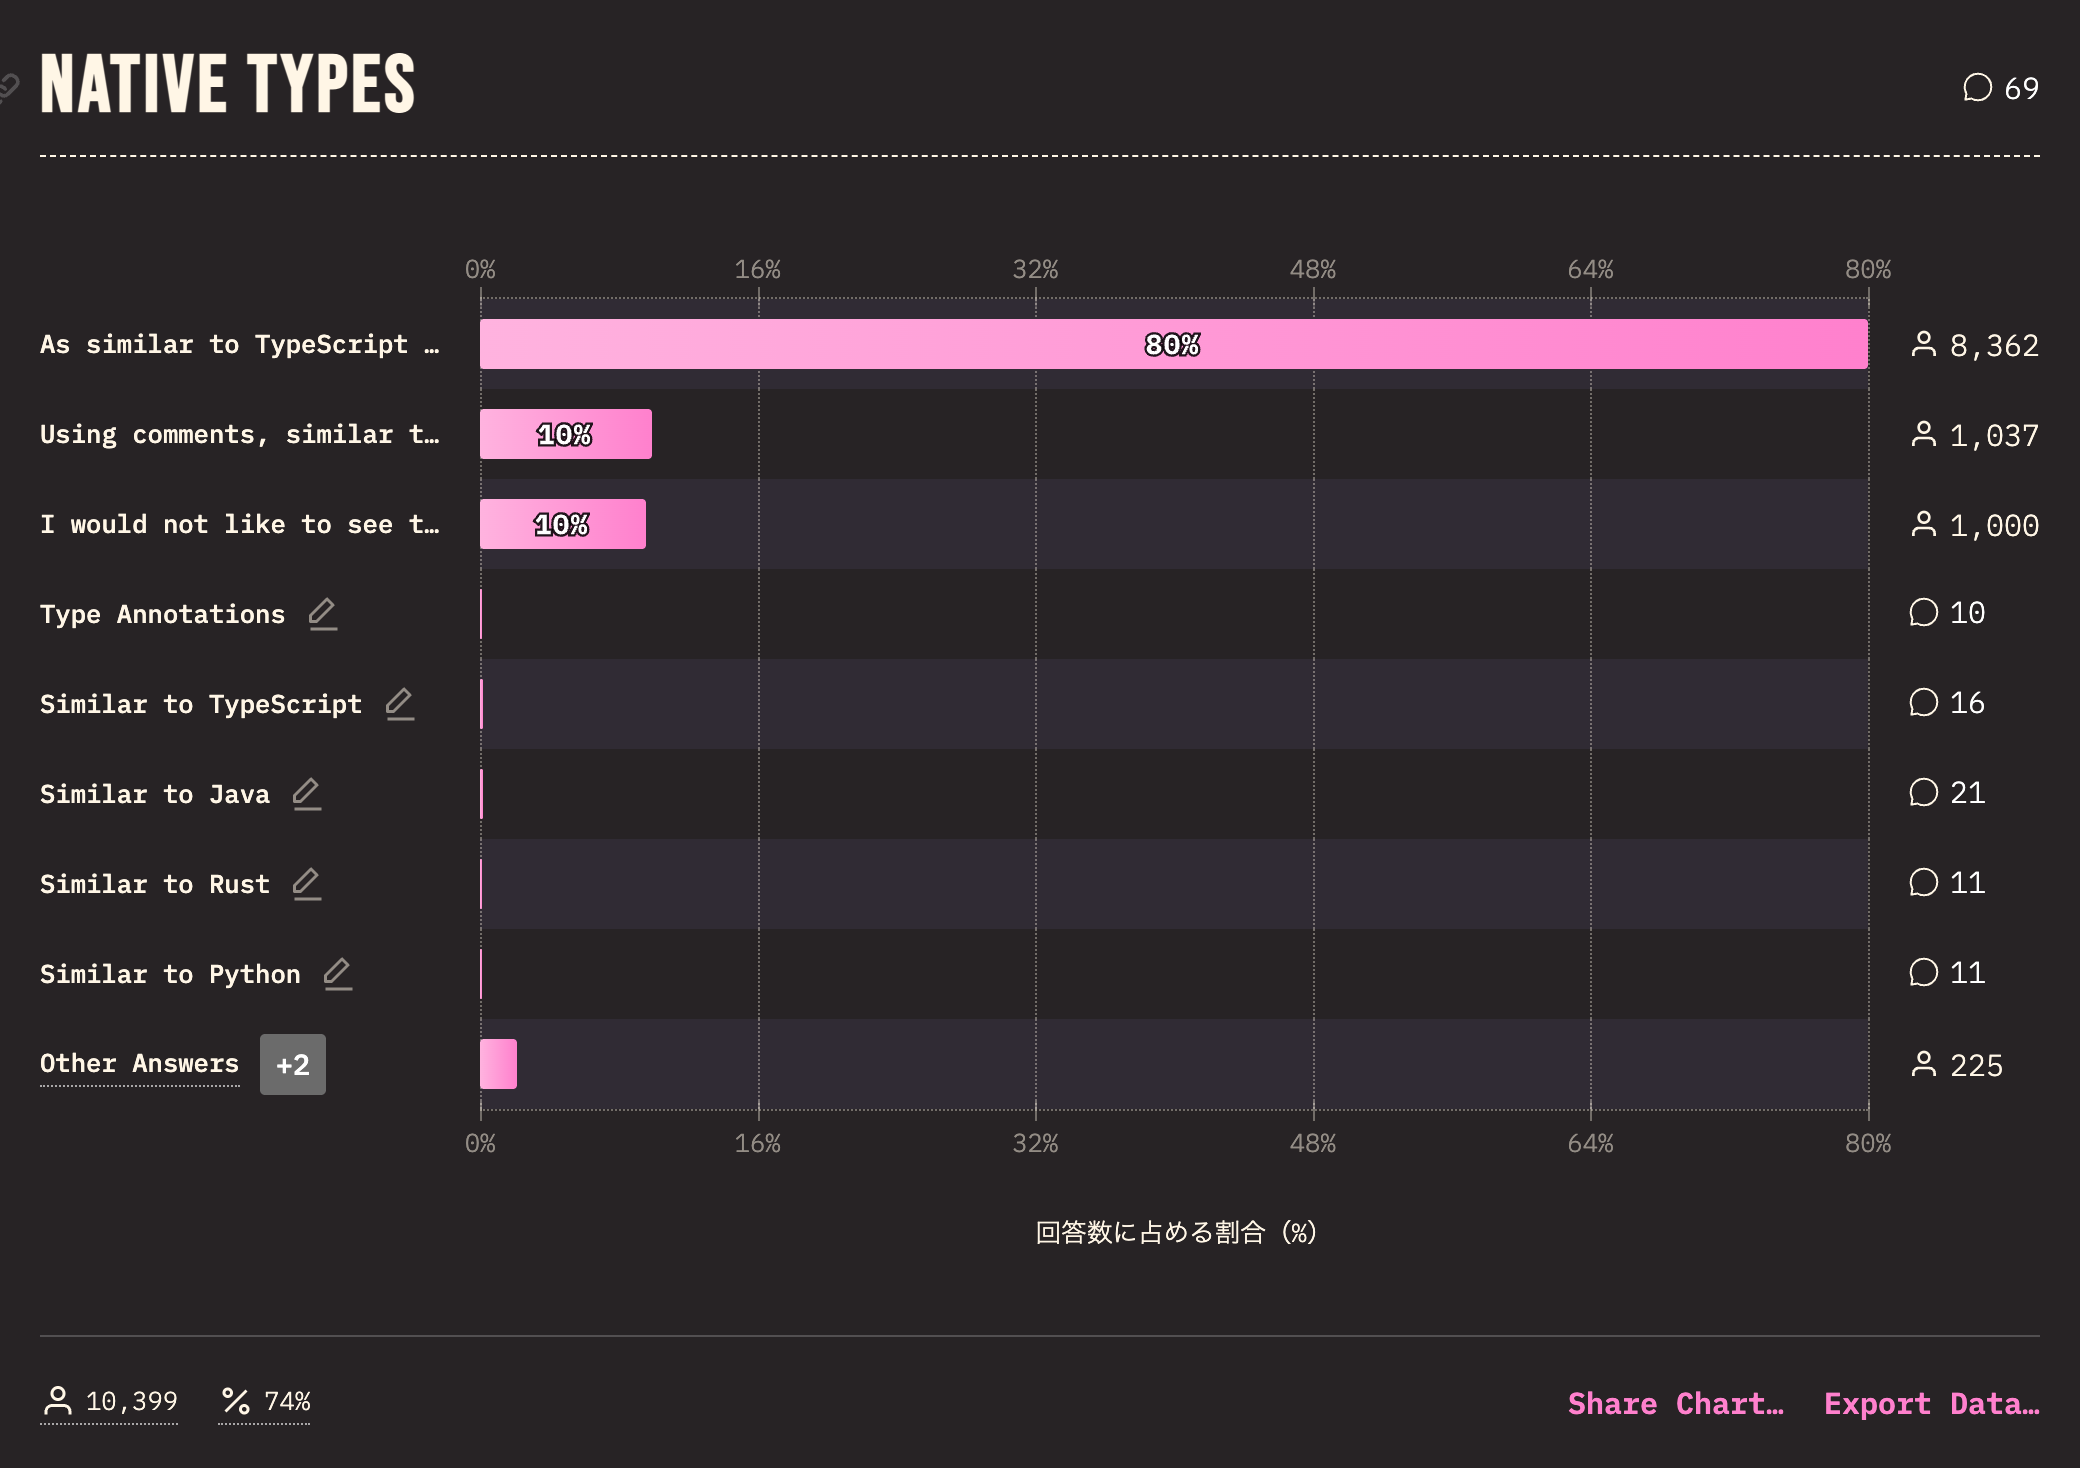 NATIVE TYPES
69
0% 16% 32% 48% 64% 80%
As similar to TypeScript … 80% 8,362
Using comments, similar t… 10% 1,037
I would not like to see t… 10% 1,000
Type Annotations 10
Similar to TypeScript 16
Similar to Java 21
Similar to Rust 11
Similar to Python 11
Other Answers +2 225
0% 16% 32% 48% 64% 80%
回答数に占める割合 (%)
10,399 74% Share Chart… Export Data…